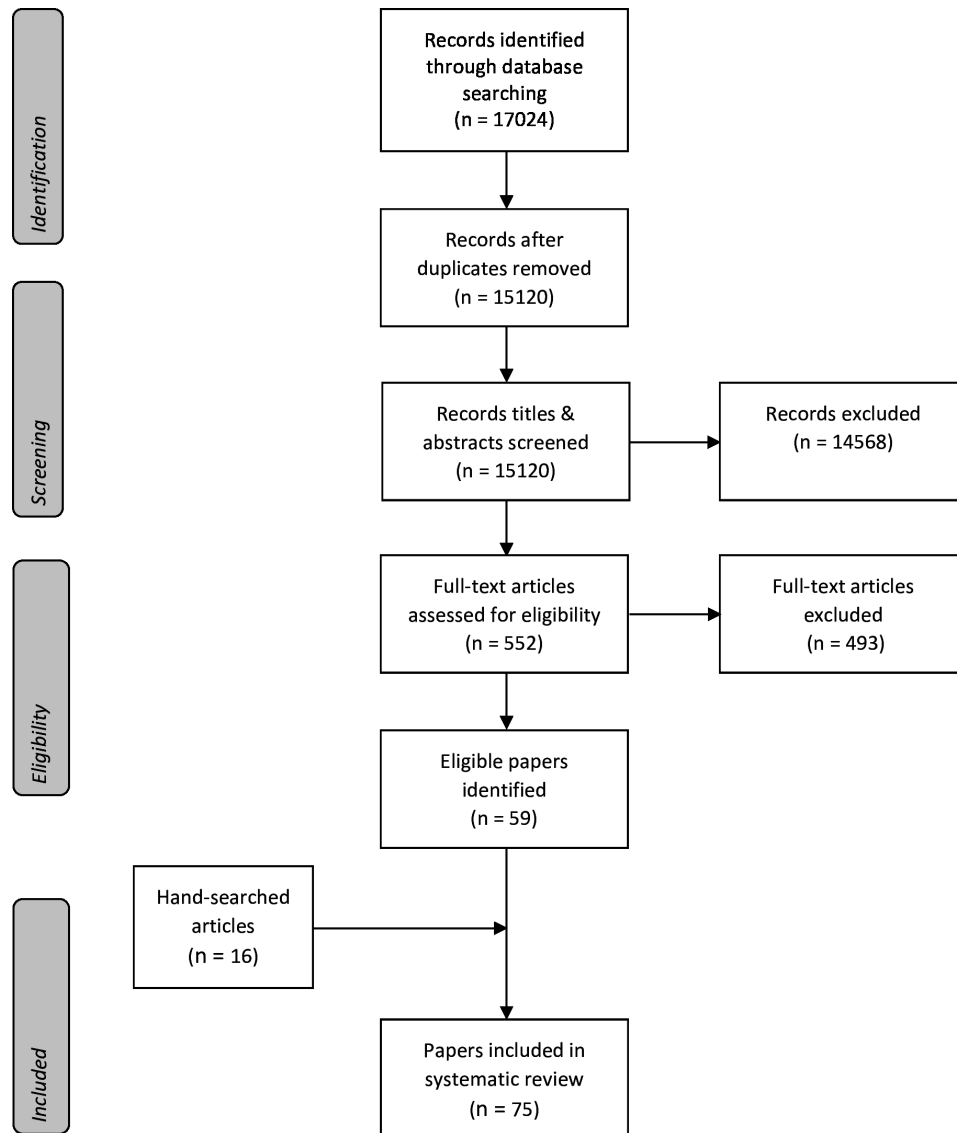 Identification
Records identified
through database
searching
(n = 17024)
Records after
duplicates removed
(n = 15120)
Screening
Records titles &
abstracts screened
(n = 15120)
Records excluded
(n = 14568)
Eligibility
Full-text articles
assessed for eligibility
(n = 552)
Full-text articles
excluded
(n = 493)
Eligible papers
identified
(n = 59)
Included
Hand-searched
articles
(n = 16)
Papers included in
systematic review
(n = 75)